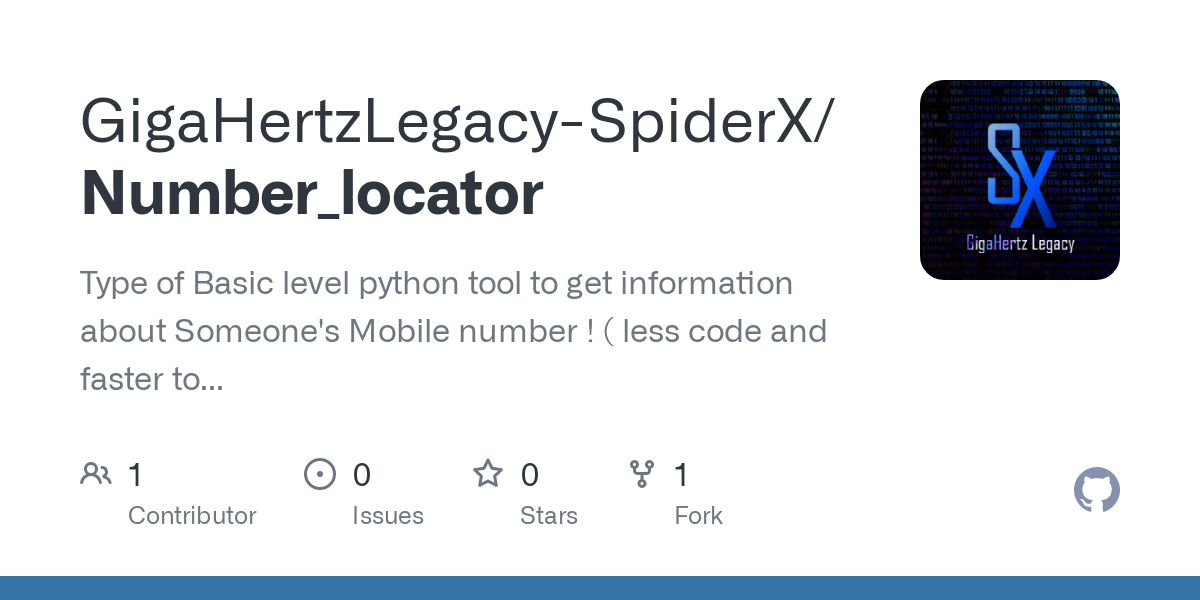 GigaHertzLegacy-SpiderX/
Number_locator
SX
GigaHertz Legacy
Type of Basic level python tool to get information
about Someone's Mobile number ! ( less code and
faster to...
1
Contributor
0
Issues
0
Stars
1
Fork